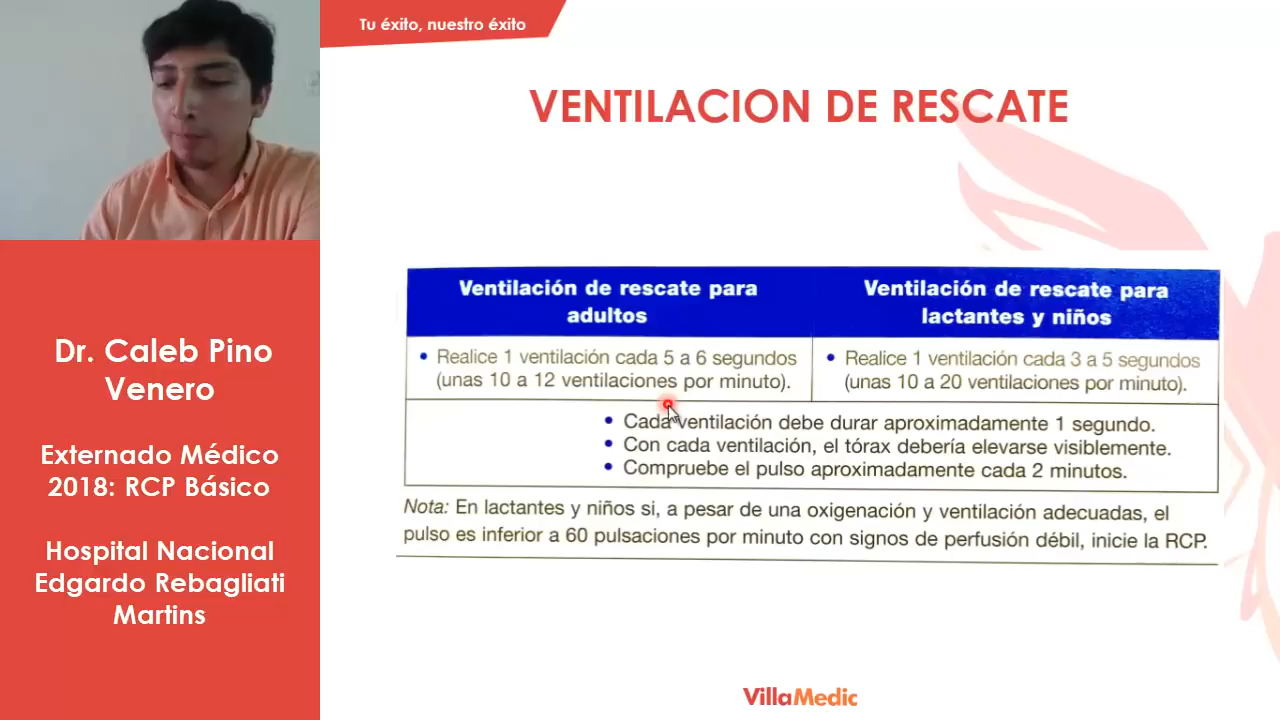 Tu éxito, nuestro éxito
VENTILACION DE RESCATE
Ventilación de rescate para
adultos
Ventilación de rescate para
lactantes y niños
• Realice 1 ventilación cada 5 a 6 segundos
(unas 10 a 12 ventilaciones por minuto).
• Realice 1 ventilación cada 3 a 5 segundos
(unas 10 a 20 ventilaciones por minuto).
• Cada ventilación debe durar aproximadamente 1 segundo.
• Con cada ventilación, el tórax debería elevarse visiblemente.
• Compruebe el pulso aproximadamente cada 2 minutos.
Nota: En lactantes y niños si, a pesar de una oxigenación y ventilación adecuadas, el
pulso es inferior a 60 pulsaciones por minuto con signos de perfusión débil, inicie la RCP.
Dr. Caleb Pino
Venero
Externado Médico
2018: RCP Básico
Hospital Nacional
Edgardo Rebagliati
Martins
VillaMedic